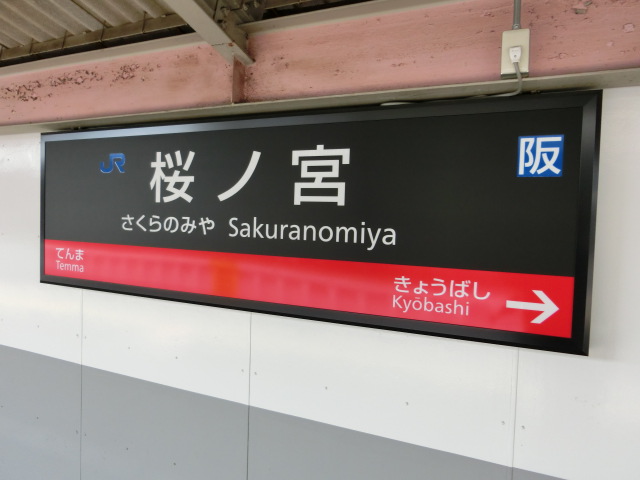 JR 桜ノ宮 阪
さくらのみや Sakuranomiya
てんま
Temma
きょうばし
Kyōbashi →